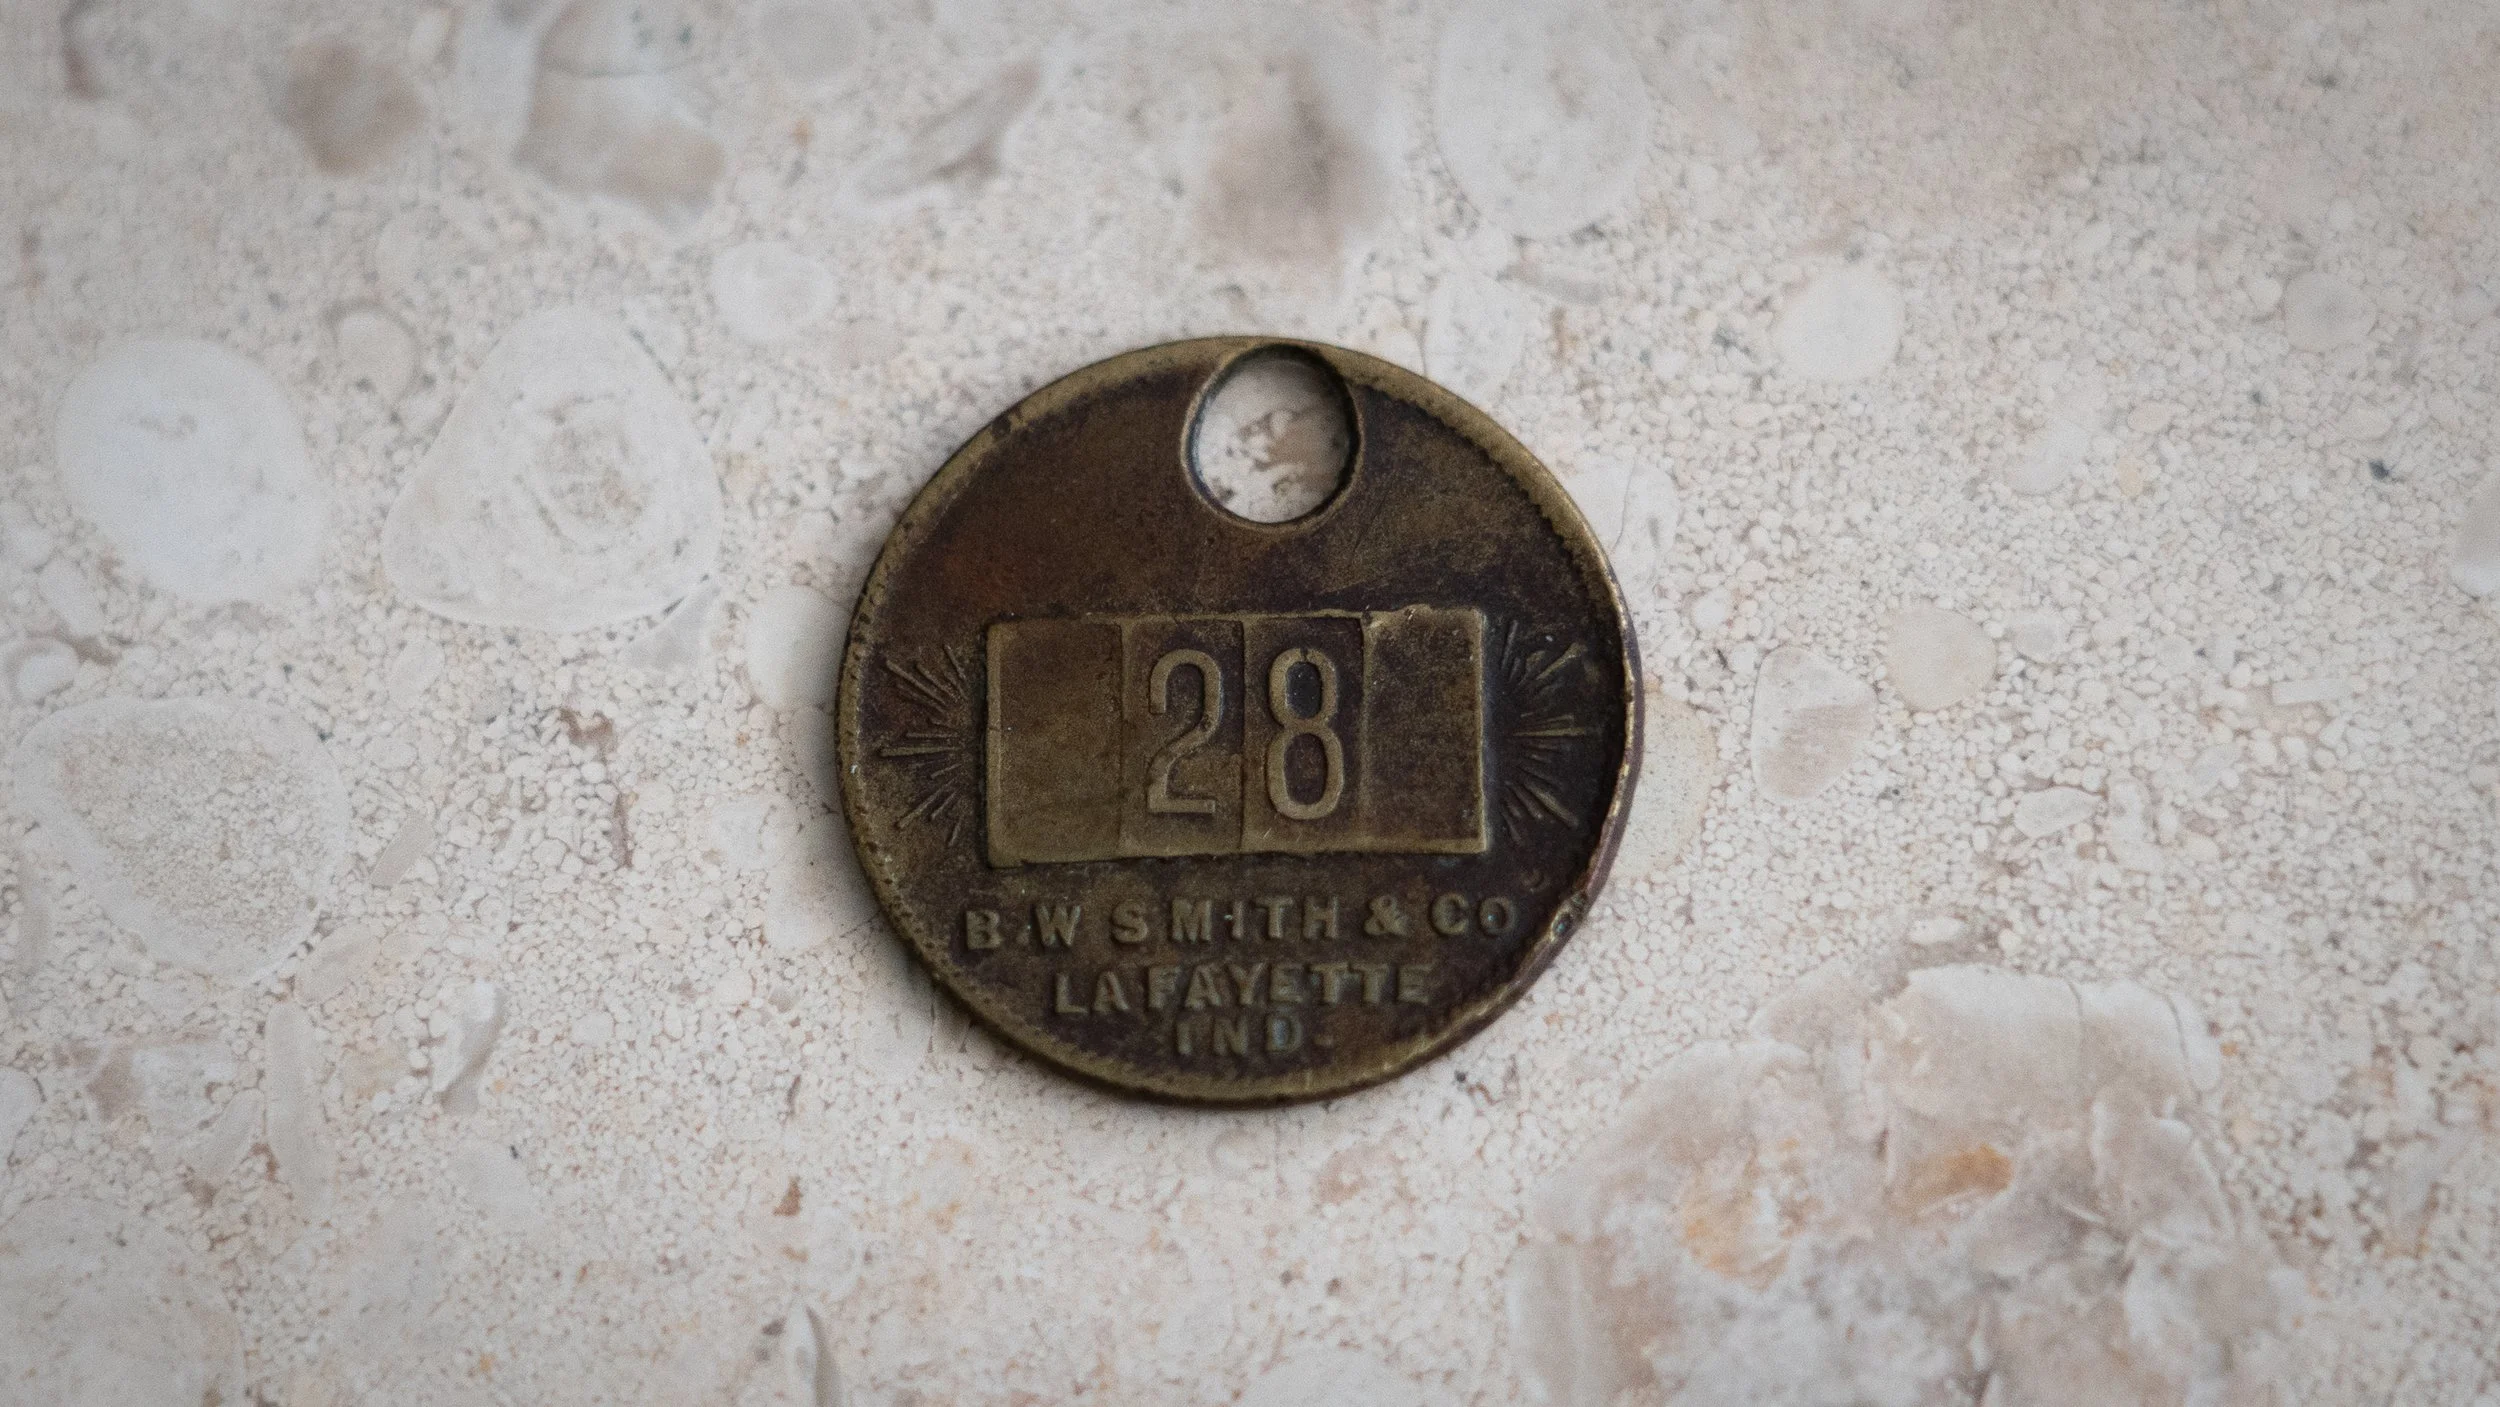 28
B.W SMITH & CO
LAFAYETTE
IND.